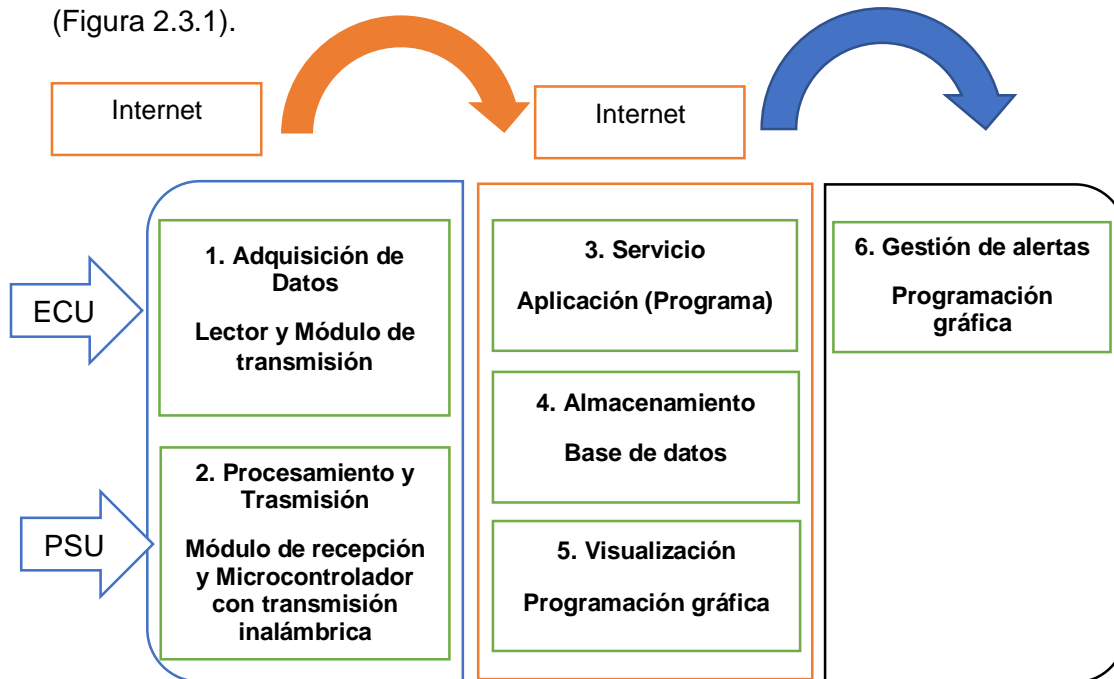 (Figura 2.3.1).
Internet
Internet
ECU
1. Adquisición de
Datos
Lector y Módulo de
transmisión
PSU
2. Procesamiento y
Trasmisión
Módulo de recepción
y Microcontrolador
con transmisión
inalámbrica
3. Servicio
Aplicación (Programa)
4. Almacenamiento
Base de datos
5. Visualización
Programación gráfica
6. Gestión de alertas
Programación
gráfica